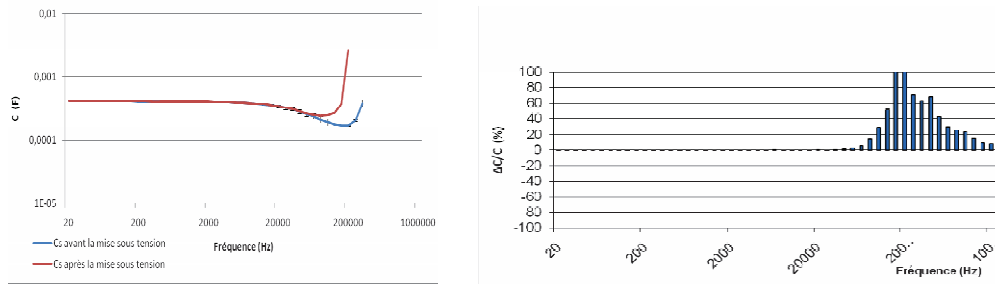 0,01
0,001
0,0001
1E-05
C (F)
20 200 2000 20000 200000 1000000
Fréquence (Hz)
Cs avant la mise sous tension
Cs après la mise sous tension
100
80
60
40
20
0
-20
-40
-60
-80
-100
ΔC/C (%)
20 200 2000 20000 200.. 100
Fréquence (Hz)